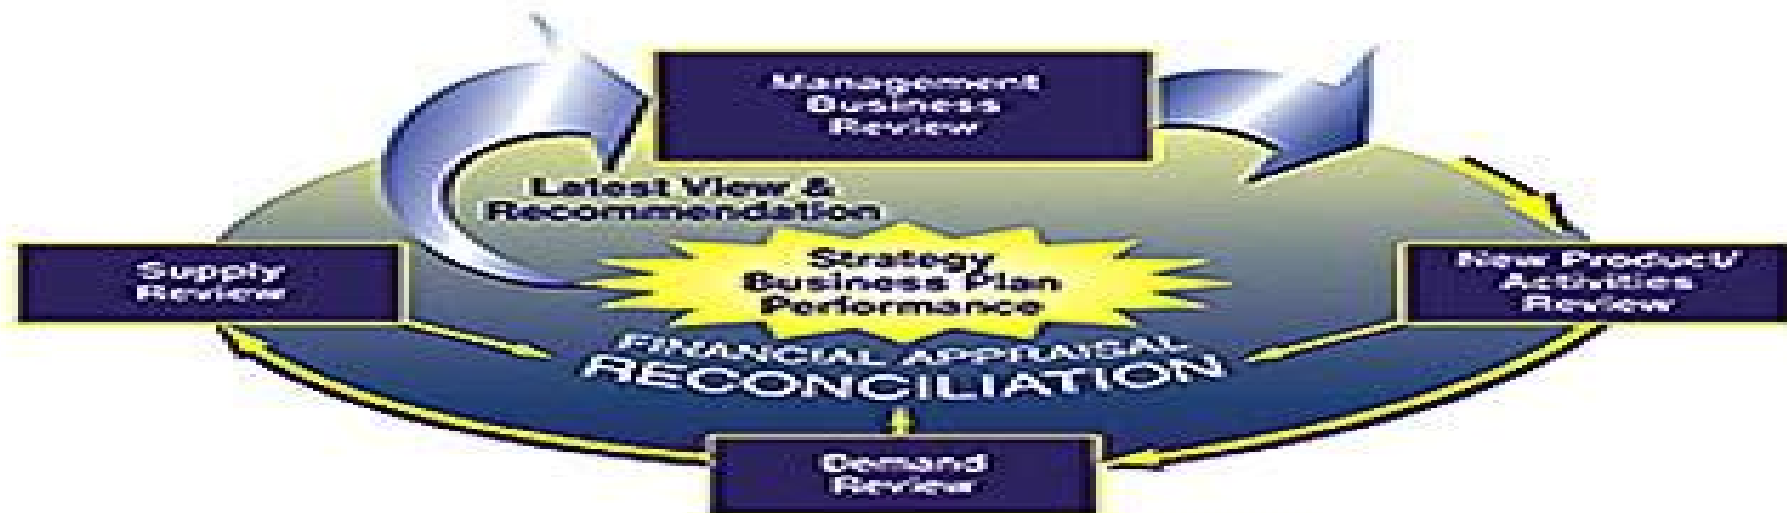 Management
Business
Review
Latest View &
Recommendation
Supply
Review
Strategy
Business Plan
Performance
New Product/
Activities
Review
FINANCIAL APPRAISAL
RECONCILIATION
Demand
Review